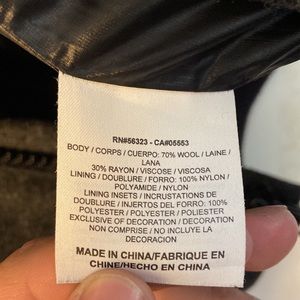 RN#56323 - CA#05553
BODY / CORPS / CUERPO: 70% WOOL / LAINE /
LANA
30% RAYON / VISCOSE / VISCOSA
LINING / DOUBLURE / FORRO: 100% NYLON /
POLYAMIDE / NYLON
LINING INSETS / INCRUSTATIONS DE
DOUBLURE / INJERTOS DEL FORRO: 100%
POLYESTER / POLYESTER / POLIESTER
EXCLUSIVE OF DECORATION / DECORATION
NON COMPRISE / NO INCLUYE LA
DECORACION
MADE IN CHINA/FABRIQUE EN
CHINE/HECHO EN CHINA